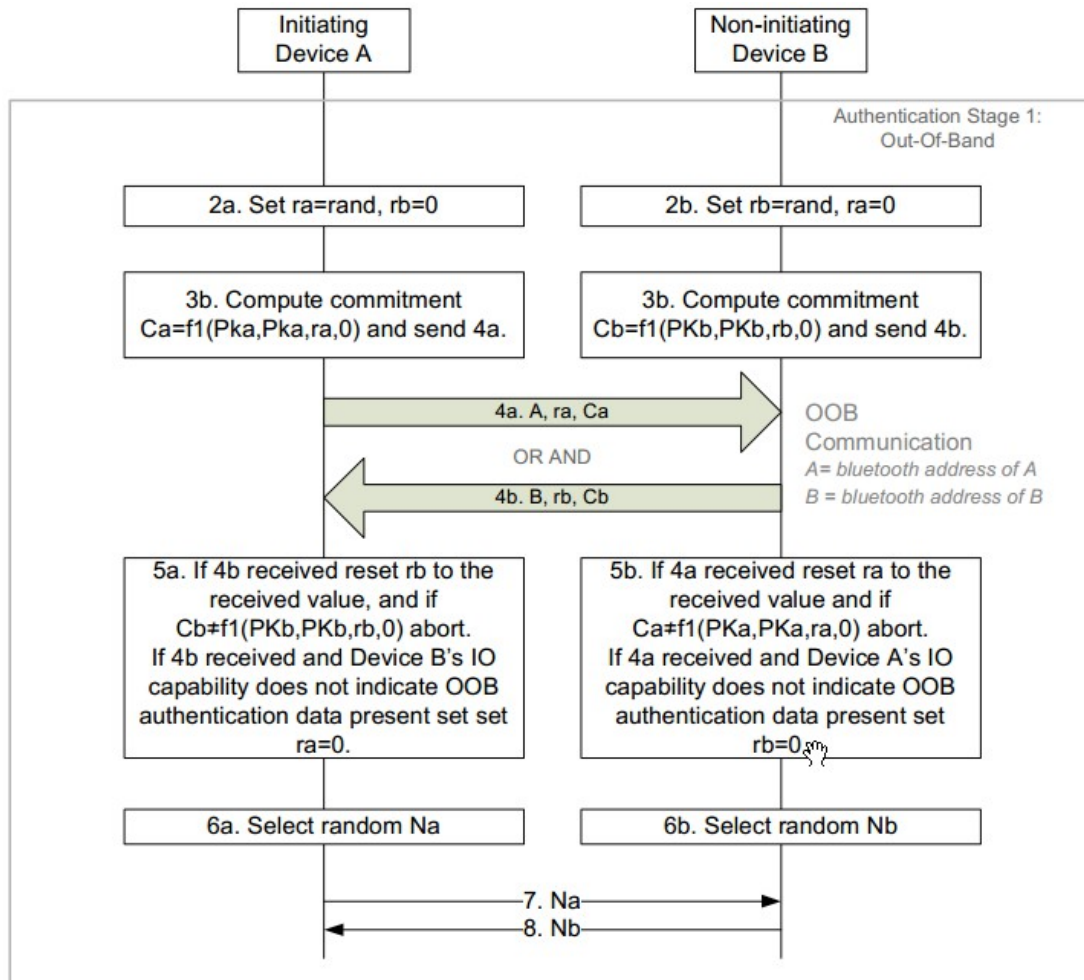 Initiating
Device A
Non-initiating
Device B
Authentication Stage 1:
Out-Of-Band
2a. Set ra=rand, rb=0
2b. Set rb=rand, ra=0
3b. Compute commitment
Ca=f1(Pka,Pka,ra,0) and send 4a.
3b. Compute commitment
Cb=f1(PKb,PKb,rb,0) and send 4b.
4a. A, ra, Ca
OOB
Communication
A= bluetooth address of A
B = bluetooth address of B
OR AND
4b. B, rb, Cb
5a. If 4b received reset rb to the
received value, and if
Cb≠f1(PKb,PKb,rb,0) abort.
If 4b received and Device B's IO
capability does not indicate OOB
authentication data present set set
ra=0.
5b. If 4a received reset ra to the
received value and if
Ca≠f1(PKa,PKa,ra,0) abort.
If 4a received and Device A's IO
capability does not indicate OOB
authentication data present set
rb=0.
6a. Select random Na
6b. Select random Nb
7. Na
8. Nb